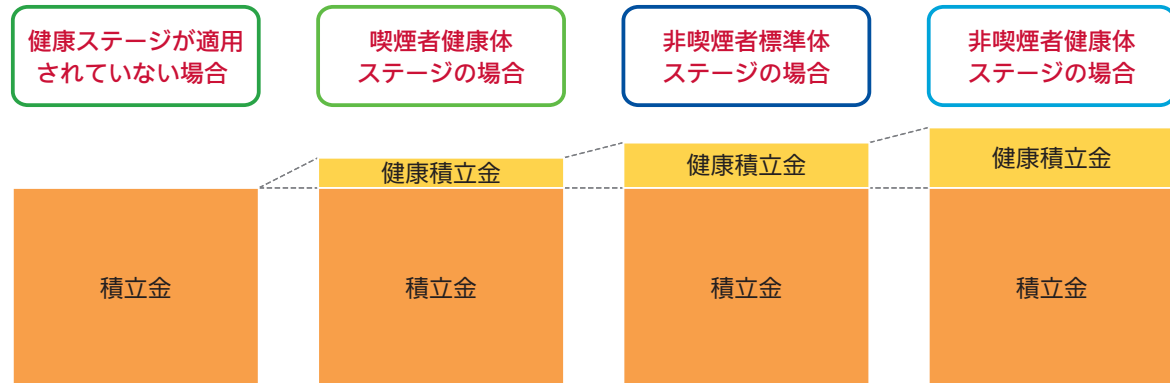 健康ステージが適用
されていない場合
喫煙者健康体
ステージの場合
非喫煙者標準体
ステージの場合
非喫煙者健康体
ステージの場合
健康積立金
健康積立金
健康積立金
積立金
積立金
積立金
積立金